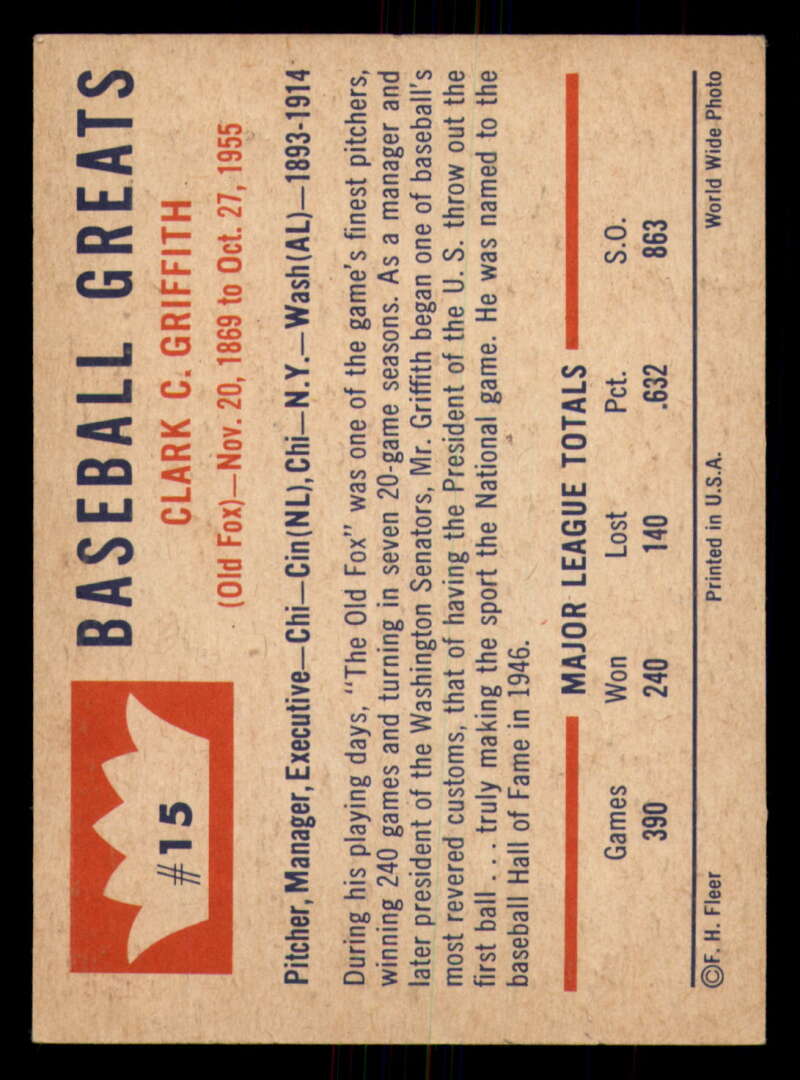 #15
BASEBALL GREATS
CLARK C. GRIFFITH
(Old Fox)—Nov. 20, 1869 to Oct. 27, 1955
Pitcher, Manager, Executive—Chi—Cin(NL), Chi—N.Y.—Wash(AL)—1893-1914
During his playing days, "The Old Fox" was one of the game's finest pitchers,
winning 240 games and turning in seven 20-game seasons. As a manager and
later president of the Washington Senators, Mr. Griffith began one of baseball's
most revered customs, that of having the President of the U. S. throw out the
first ball . . . truly making the sport the National game. He was named to the
baseball Hall of Fame in 1946.
MAJOR LEAGUE TOTALS
Games Won Lost Pct. S.O.
390 240 140 .632 863
©F. H. Fleer Printed in U.S.A. World Wide Photo